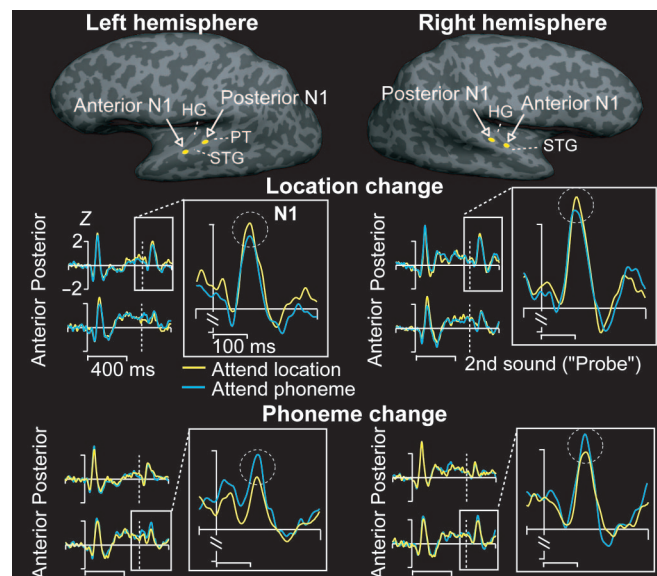 Left hemisphere
Right hemisphere
Anterior N1
HG
Posterior N1
PT
STG
Posterior N1
HG
Anterior N1
STG
Location change
Z
2
−2
Posterior
Anterior
N1
100 ms
400 ms
2nd sound ("Probe")
Posterior
Anterior
Attend location
Attend phoneme
Phoneme change
Posterior
Anterior
Posterior
Anterior